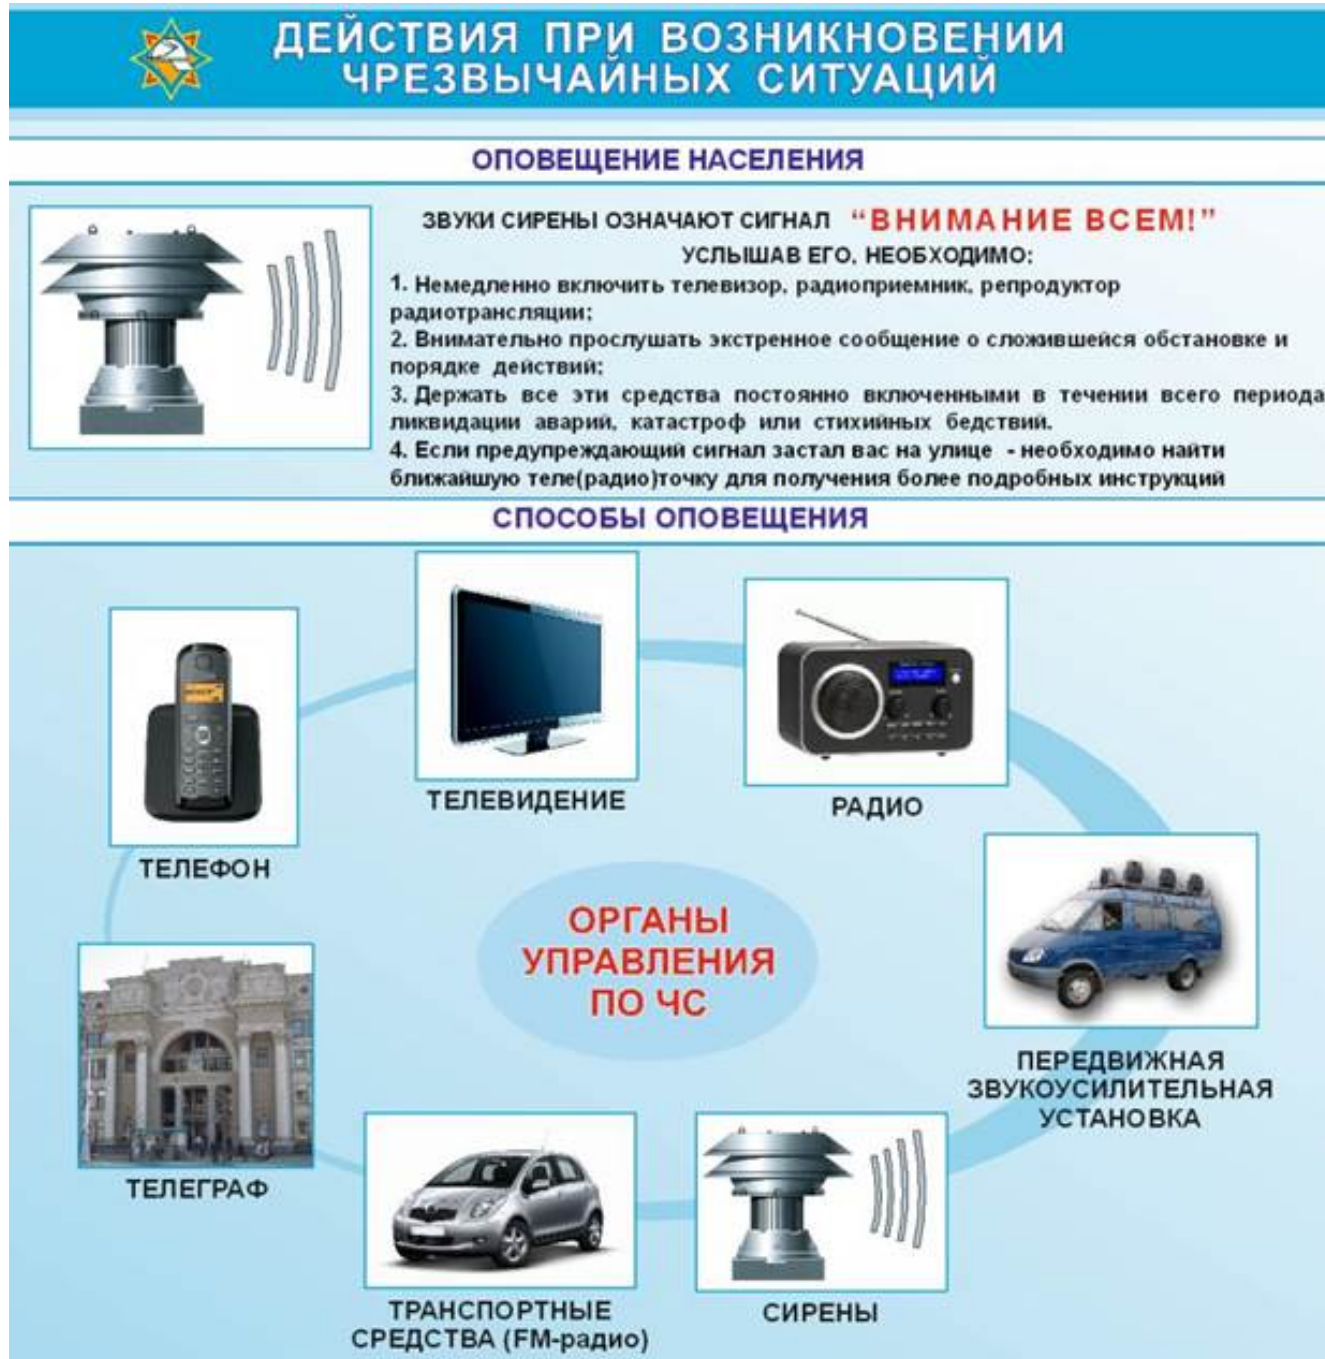 ДЕЙСТВИЯ ПРИ ВОЗНИКНОВЕНИИ
ЧРЕЗВЫЧАЙНЫХ СИТУАЦИЙ
ОПОВЕЩЕНИЕ НАСЕЛЕНИЯ
ЗВУКИ СИРЕНЫ ОЗНАЧАЮТ СИГНАЛ “ВНИМАНИЕ ВСЕМ!”
УСЛЫШАВ ЕГО, НЕОБХОДИМО:
1. Немедленно включить телевизор, радиоприемник, репродуктор
радиотрансляции;
2. Внимательно прослушать экстренное сообщение о сложившейся обстановке и
порядке действий;
3. Держать все эти средства постоянно включенными в течении всего периода
ликвидации аварий, катастроф или стихийных бедствий.
4. Если предупреждающий сигнал застал вас на улице - необходимо найти
ближайшую теле(радио)точку для получения более подробных инструкций
СПОСОБЫ ОПОВЕЩЕНИЯ
ТЕЛЕВИДЕНИЕ
РАДИО
ТЕЛЕФОН
ОРГАНЫ
УПРАВЛЕНИЯ
ПО ЧС
ПЕРЕДВИЖНАЯ
ЗВУКОУСИЛИТЕЛЬНАЯ
УСТАНОВКА
ТЕЛЕГРАФ
ТРАНСПОРТНЫЕ
СРЕДСТВА (FM-радио)
СИРЕНЫ